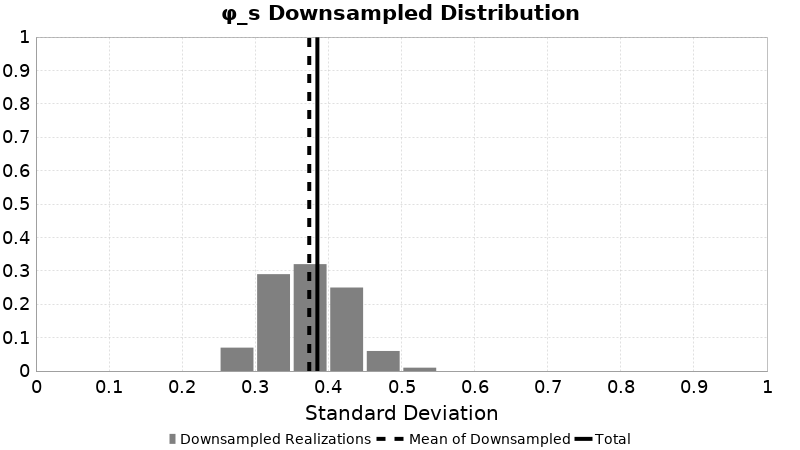 φ_s Downsampled Distribution
1
0.9
0.8
0.7
0.6
0.5
0.4
0.3
0.2
0.1
0
0 0.1 0.2 0.3 0.4 0.5 0.6 0.7 0.8 0.9 1
Standard Deviation
Downsampled Realizations Mean of Downsampled Total